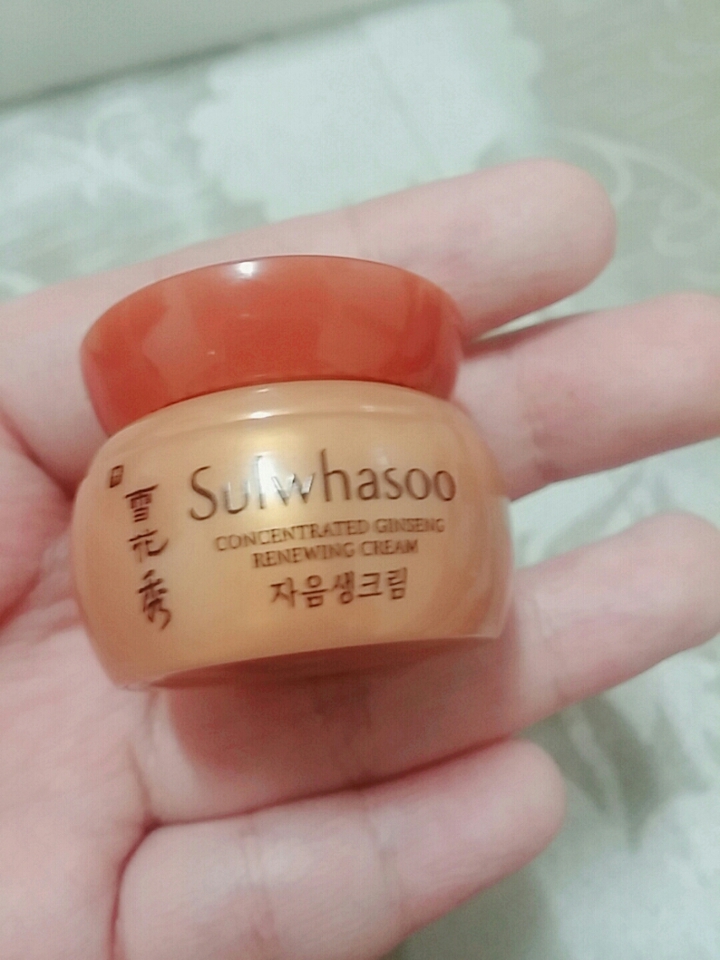 雪花秀
Sulwhasoo
CONCENTRATED GINSENG
RENEWING CREAM
자음생크림